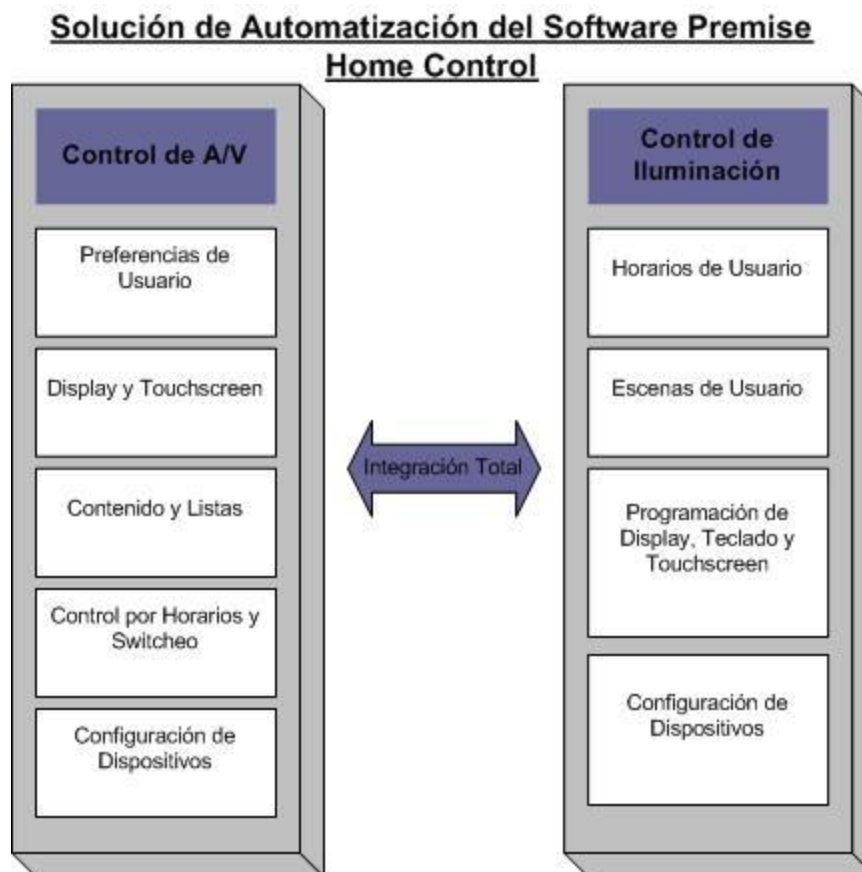 Solución de Automatización del Software Premise
Home Control
Control de A/V
Preferencias de
Usuario
Display y Touchscreen
Contenido y Listas
Control por Horarios y
Switcheo
Configuración de
Dispositivos
Integración Total
Control de
Iluminación
Horarios de Usuario
Escenas de Usuario
Programación de
Display, Teclado y
Touchscreen
Configuración de
Dispositivos